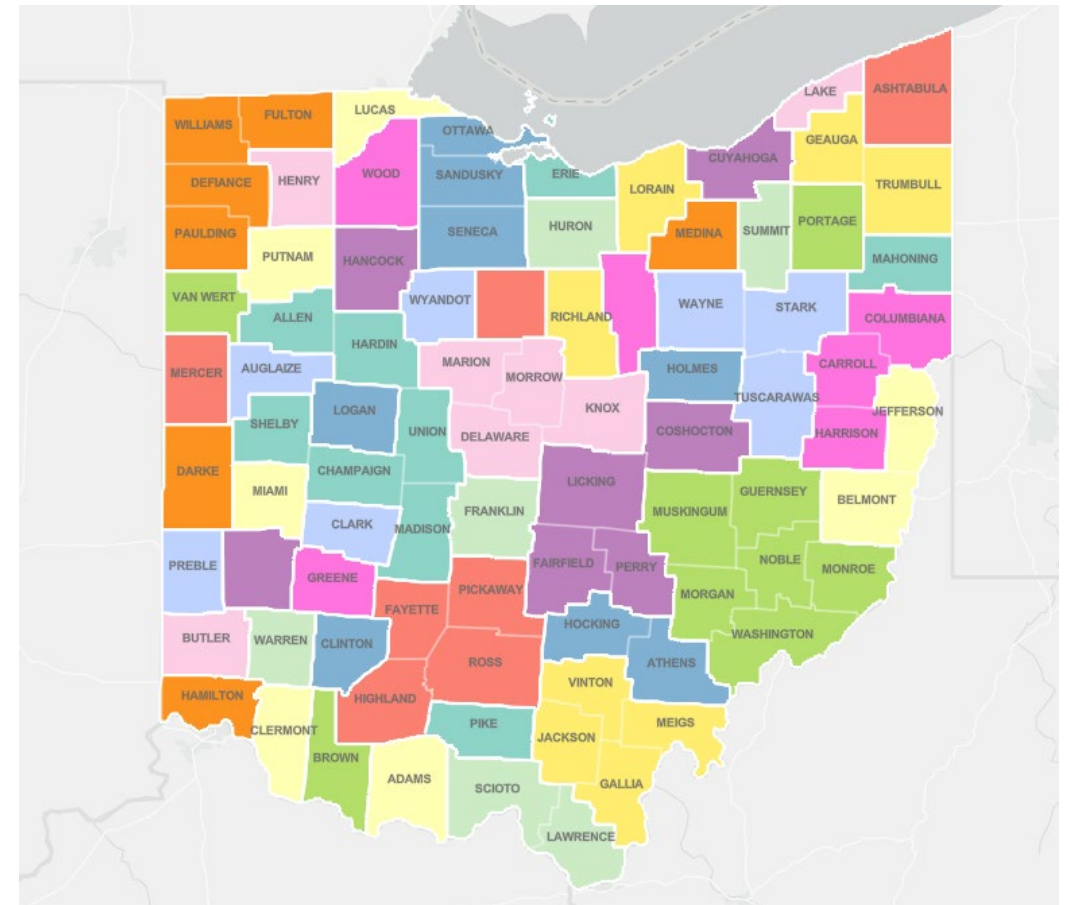 LAKE
ASHTABULA
LUCAS
FULTON
WILLIAMS
OTTAWA
GEAUGA
CUYAHOGA
WOOD
SANDUSKY
ERIE
HENRY
DEFIANCE
LORAIN
TRUMBULL
PORTAGE
HURON
SUMMIT
SENECA
MEDINA
PAULDING
PUTNAM
HANCOCK
MAHONING
VAN WERT
WYANDOT
WAYNE
STARK
ALLEN
RICHLAND
COLUMBIANA
HARDIN
MARION
CARROLL
AUGLAIZE
HOLMES
MERCER
MORROW
TUSCARAWAS
KNOX
LOGAN
JEFFERSON
SHELBY
UNION
COSHOCTON
HARRISON
DELAWARE
DARKE
CHAMPAIGN
LICKING
MIAMI
GUERNSEY
BELMONT
FRANKLIN
MUSKINGUM
CLARK
MADISON
NOBLE
FAIRFIELD
PREBLE
PERRY
MONROE
GREENE
PICKAWAY
MORGAN
FAYETTE
HOCKING
WASHINGTON
BUTLER
WARREN
CLINTON
ROSS
ATHENS
VINTON
HAMILTON
HIGHLAND
PIKE
MEIGS
CLERMONT
JACKSON
BROWN
ADAMS
GALLIA
SCIOTO
LAWRENCE